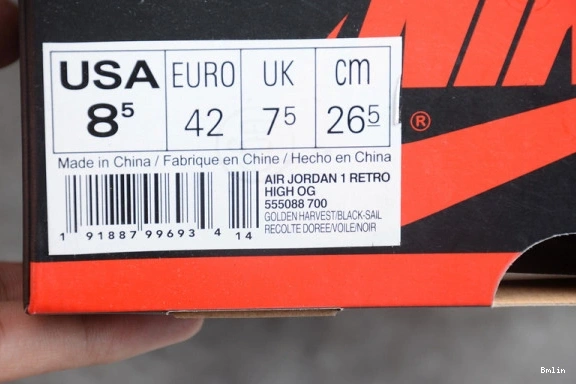 NIKE ®
USA EURO UK cm
8⁵ 42 7⁵ 26⁵
Made in China / Fabrique en Chine / Hecho en China
AIR JORDAN 1 RETRO
HIGH OG
555088 700
GOLDEN HARVEST/BLACK-SAIL
RECOLTE DOREE/VOILE/NOIR
1 91887 99693 4 14
Bmlin